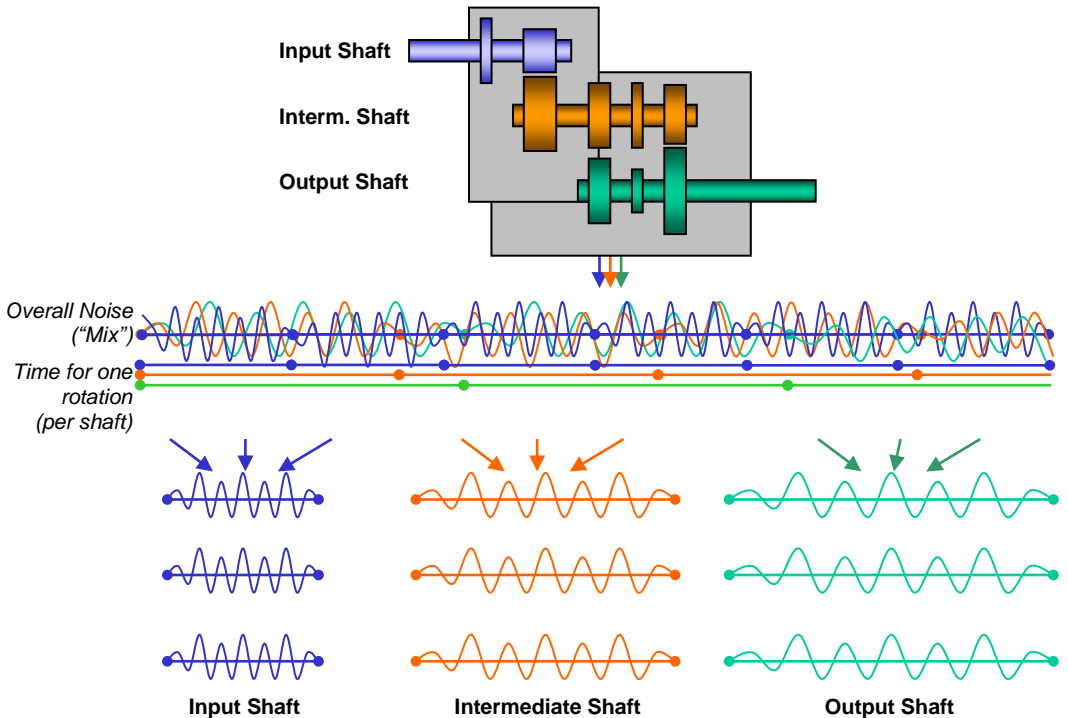 Input Shaft
Interm. Shaft
Output Shaft
Overall Noise
(“Mix”)
Time for one
rotation
(per shaft)
Input Shaft
Intermediate Shaft
Output Shaft